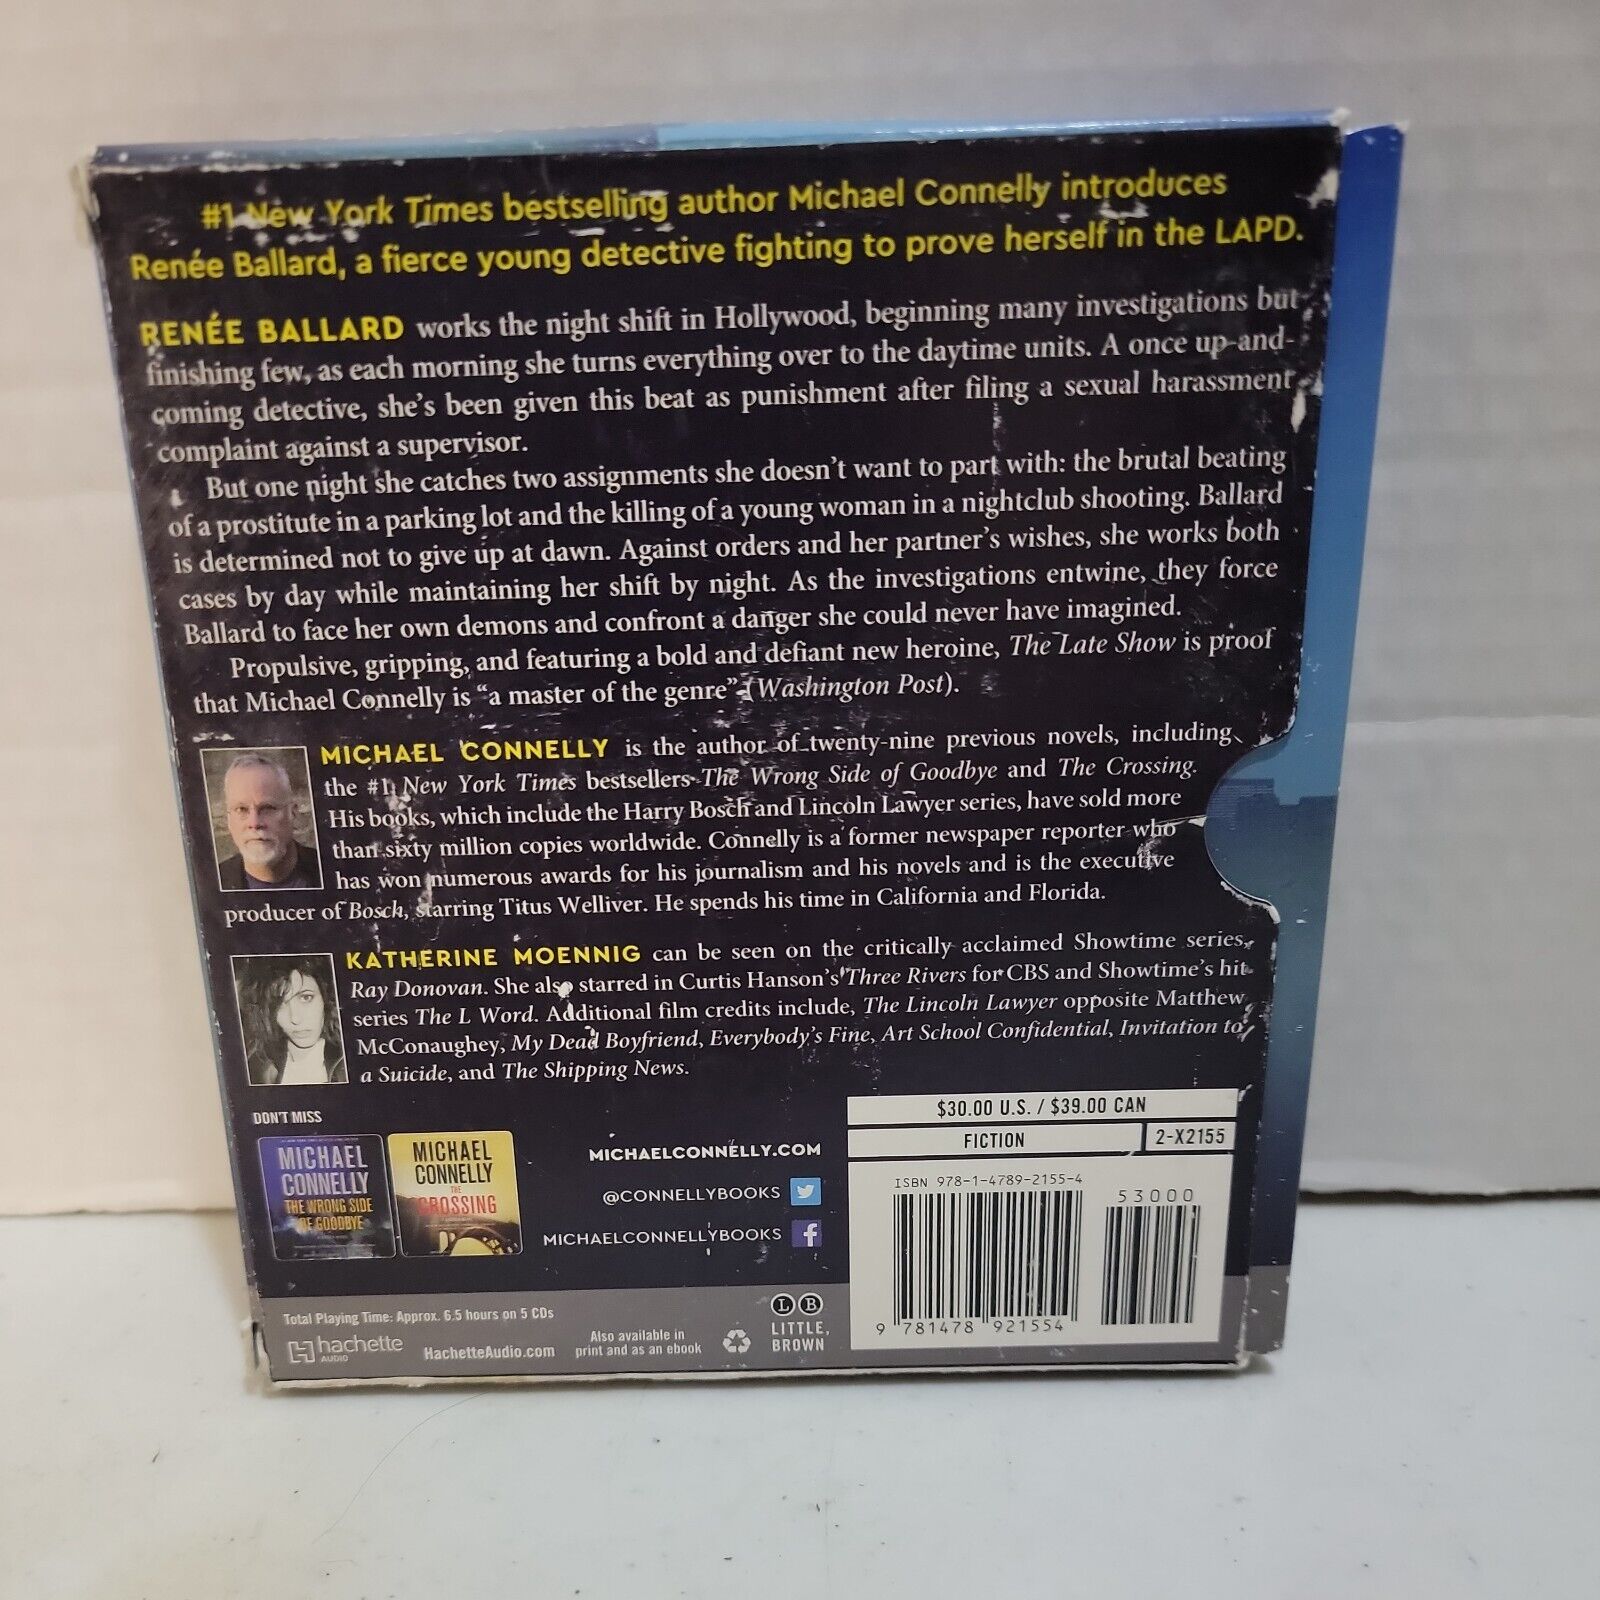 #1 New York Times bestselling author Michael Connelly introduces
Renée Ballard, a fierce young detective fighting to prove herself in the LAPD.
RENÉE BALLARD works the night shift in Hollywood, beginning many investigations but
finishing few, as each morning she turns everything over to the daytime units. A once up-and-
coming detective, she's been given this beat as punishment after filing a sexual harassment
complaint against a supervisor.
But one night she catches two assignments she doesn't want to part with: the brutal beating
of a prostitute in a parking lot and the killing of a young woman in a nightclub shooting. Ballard
is determined not to give up at dawn. Against orders and her partner's wishes, she works both
cases by day while maintaining her shift by night. As the investigations entwine, they force
Ballard to face her own demons and confront a danger she could never have imagined.
Propulsive, gripping, and featuring a bold and defiant new heroine, The Late Show is proof
that Michael Connelly is "a master of the genre" (Washington Post).
MICHAEL CONNELLY is the author of twenty-nine previous novels, including
the #1 New York Times bestsellers The Wrong Side of Goodbye and The Crossing.
His books, which include the Harry Bosch and Lincoln Lawyer series, have sold more
than sixty million copies worldwide. Connelly is a former newspaper reporter who
has won numerous awards for his journalism and his novels and is the executive
producer of Bosch, starring Titus Welliver. He spends his time in California and Florida.
KATHERINE MOENNIG can be seen on the critically acclaimed Showtime series,
Ray Donovan. She also starred in Curtis Hanson's Three Rivers for CBS and Showtime's hit
series The L Word. Additional film credits include, The Lincoln Lawyer opposite Matthew
McConaughey, My Dead Boyfriend, Everybody's Fine, Art School Confidential, Invitation to
a Suicide, and The Shipping News.
DON'T MISS
MICHAEL
CONNELLY
THE WRONG SIDE
OF GOODBYE
MICHAEL
CONNELLY
THE
CROSSING
MICHAELCONNELLY.COM
@CONNELLYBOOKS
MICHAELCONNELLYBOOKS
$30.00 U.S. / $39.00 CAN
FICTION
2-X2155
ISBN 978-1-4789-2155-4
53000
9 781478 921554
Total Playing Time: Approx. 6.5 hours on 5 CDs
hachette
AUDIO
HachetteAudio.com
Also available in
print and as an ebook
L B
LITTLE,
BROWN